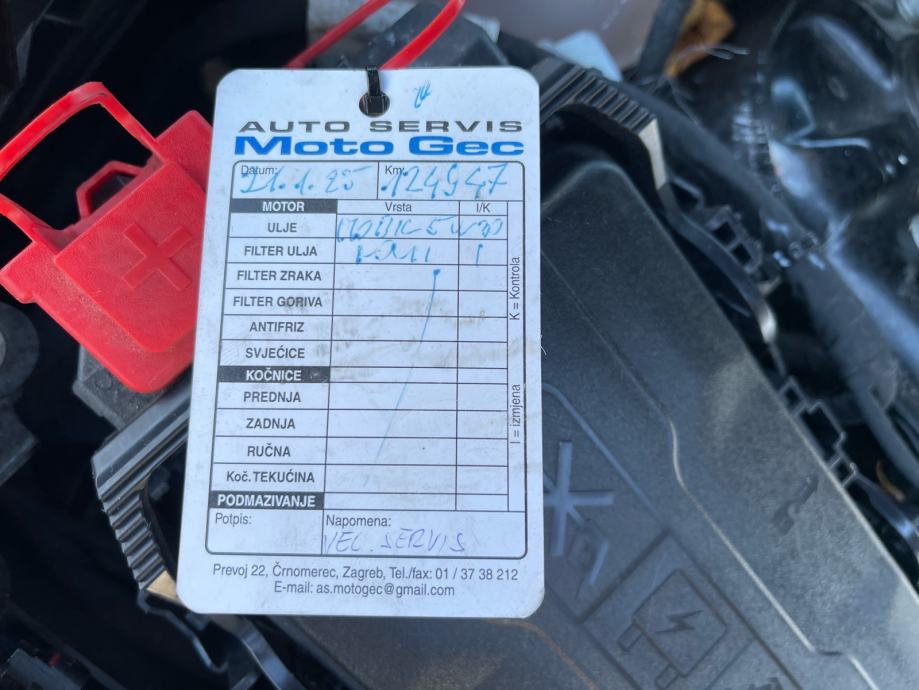 AUTO SERVIS
Moto Gec
Datum: 21.1.25 Km: 124947
MOTOR Vrsta I/K
ULJE 5W30
FILTER ULJA I
FILTER ZRAKA
FILTER GORIVA
ANTIFRIZ
SVJEĆICE
KOČNICE
PREDNJA
ZADNJA
RUČNA
Koč. TEKUĆINA
PODMAZIVANJE
K = Kontrola
I = izmjena
Potpis: Napomena:
VEL. SERVIS
Prevoj 22, Črnomerec, Zagreb, Tel./fax: 01 / 37 38 212
E-mail: as.motogec@gmail.com